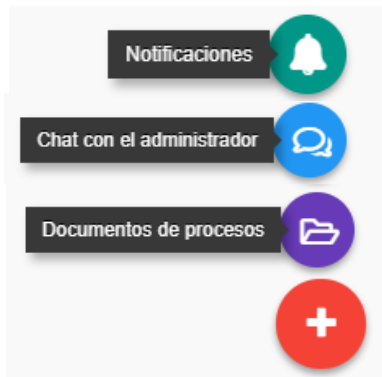 Notificaciones
Chat con el administrador
Documentos de procesos